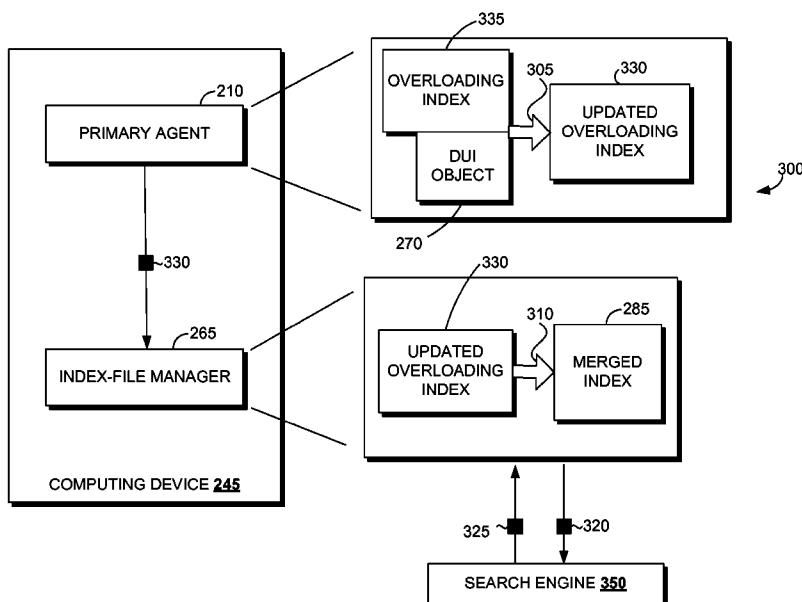 335
210
OVERLOADING
INDEX
305
330
PRIMARY AGENT
UPDATED
OVERLOADING
INDEX
DUI
OBJECT
300
270
330
330
265
310
285
INDEX-FILE MANAGER
UPDATED
OVERLOADING
INDEX
MERGED
INDEX
COMPUTING DEVICE 245
325
320
SEARCH ENGINE 350